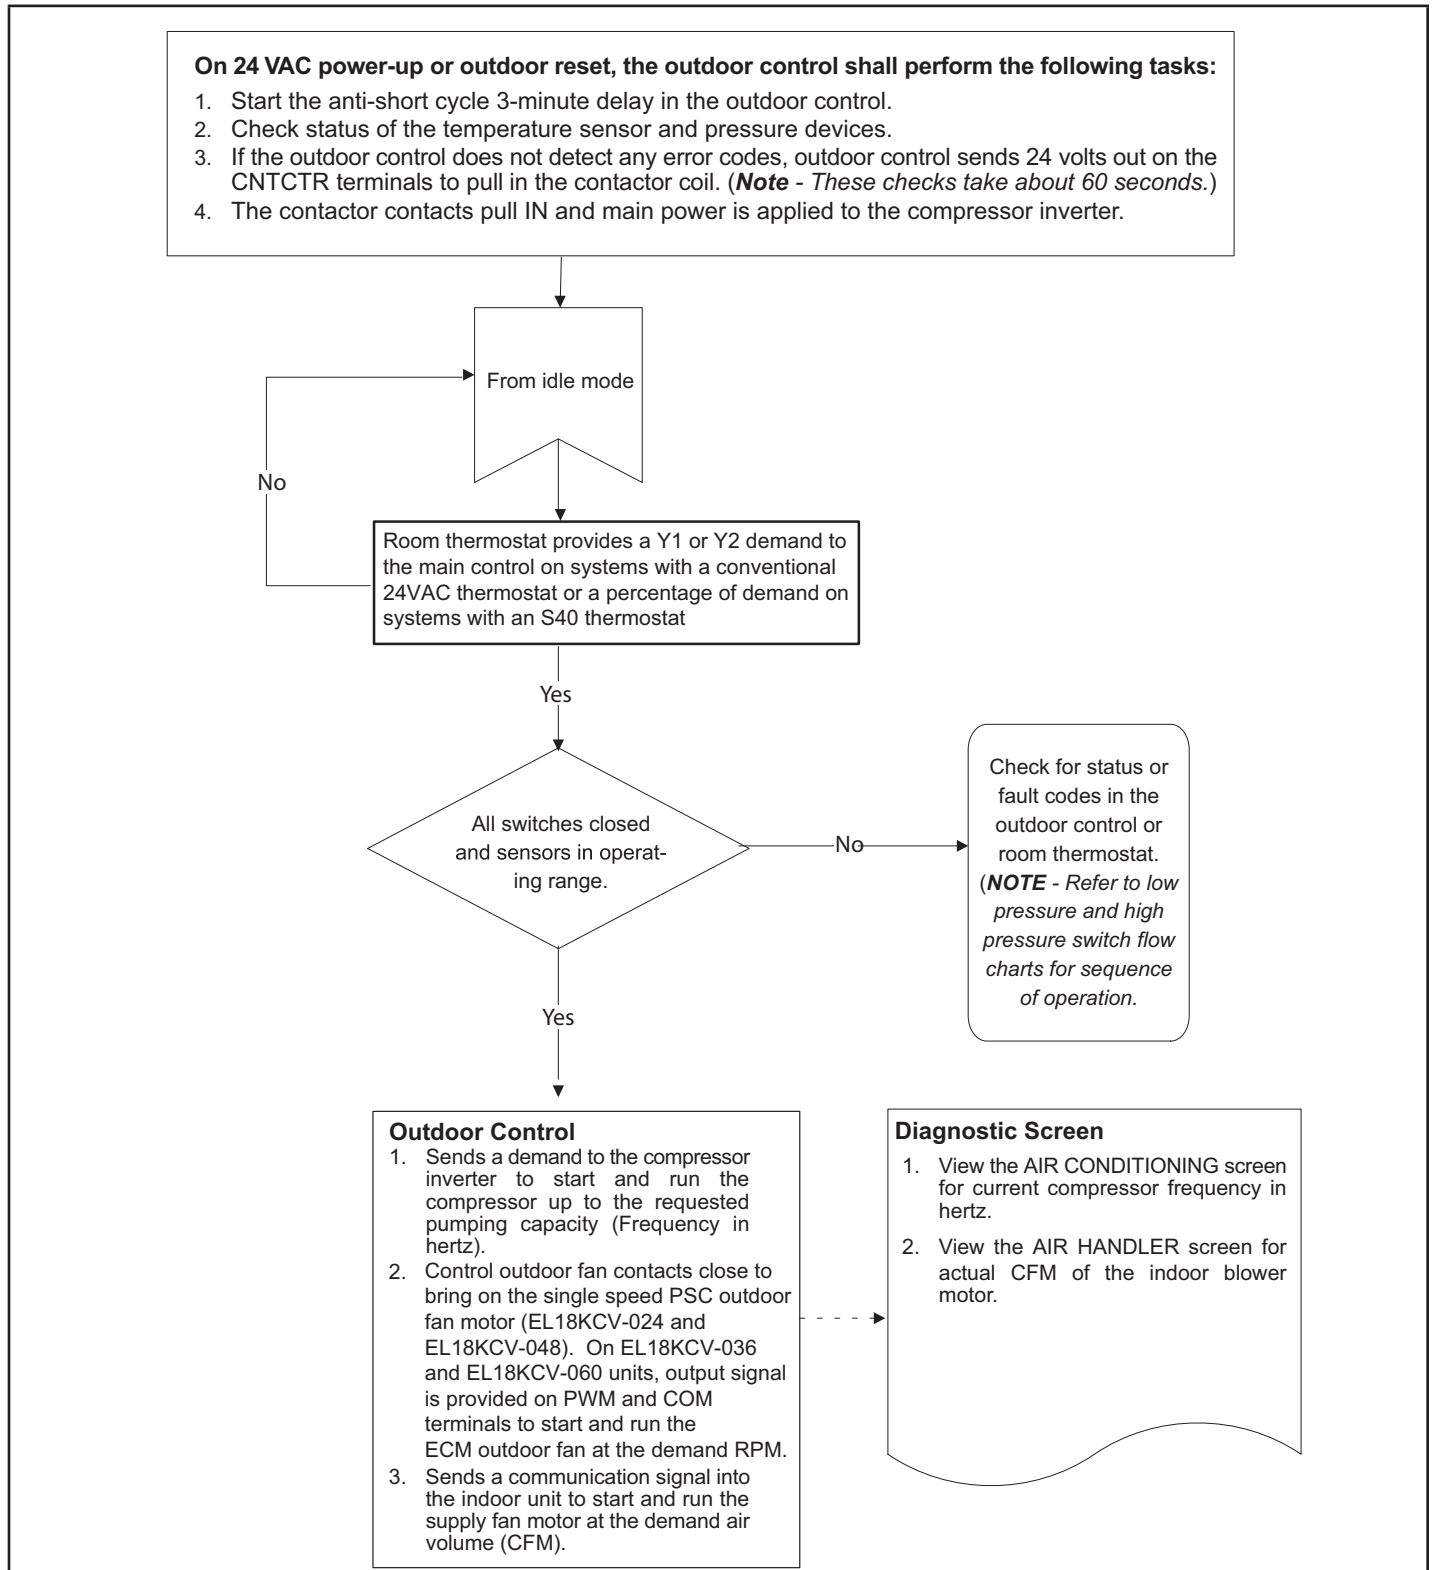 On 24 VAC power-up or outdoor reset, the outdoor control shall perform the following tasks:
1. Start the anti-short cycle 3-minute delay in the outdoor control.
2. Check status of the temperature sensor and pressure devices.
3. If the outdoor control does not detect any error codes, outdoor control sends 24 volts out on the
CNTCTR terminals to pull in the contactor coil. (Note - These checks take about 60 seconds.)
4. The contactor contacts pull IN and main power is applied to the compressor inverter.
From idle mode
No
Room thermostat provides a Y1 or Y2 demand to
the main control on systems with a conventional
24VAC thermostat or a percentage of demand on
systems with an S40 thermostat
Yes
All switches closed
and sensors in operat-
ing range.
No
Check for status or
fault codes in the
outdoor control or
room thermostat.
(NOTE - Refer to low
pressure and high
pressure switch flow
charts for sequence
of operation.
Yes
Outdoor Control
1. Sends a demand to the compressor
inverter to start and run the
compressor up to the requested
pumping capacity (Frequency in
hertz).
2. Control outdoor fan contacts close to
bring on the single speed PSC outdoor
fan motor (EL18KCV-024 and
EL18KCV-048). On EL18KCV-036
and EL18KCV-060 units, output signal
is provided on PWM and COM
terminals to start and run the
ECM outdoor fan at the demand RPM.
3. Sends a communication signal into
the indoor unit to start and run the
supply fan motor at the demand air
volume (CFM).
Diagnostic Screen
1. View the AIR CONDITIONING screen
for current compressor frequency in
hertz.
2. View the AIR HANDLER screen for
actual CFM of the indoor blower
motor.